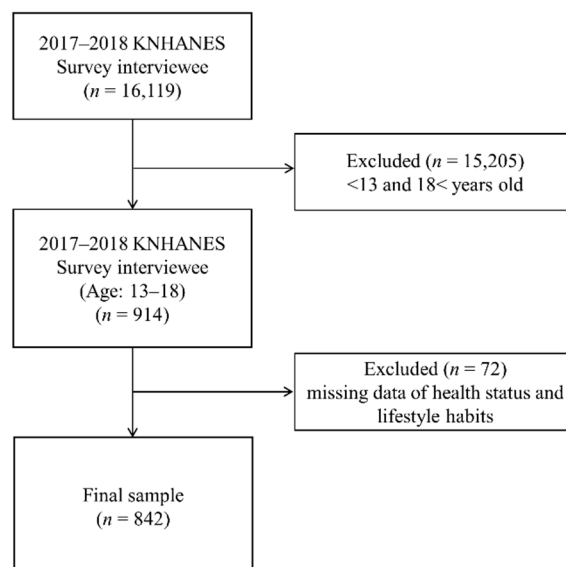 2017–2018 KNHANES
Survey interviewee
(n = 16,119)
Excluded (n = 15,205)
<13 and 18< years old
2017–2018 KNHANES
Survey interviewee
(Age: 13–18)
(n = 914)
Excluded (n = 72)
missing data of health status and
lifestyle habits
Final sample
(n = 842)